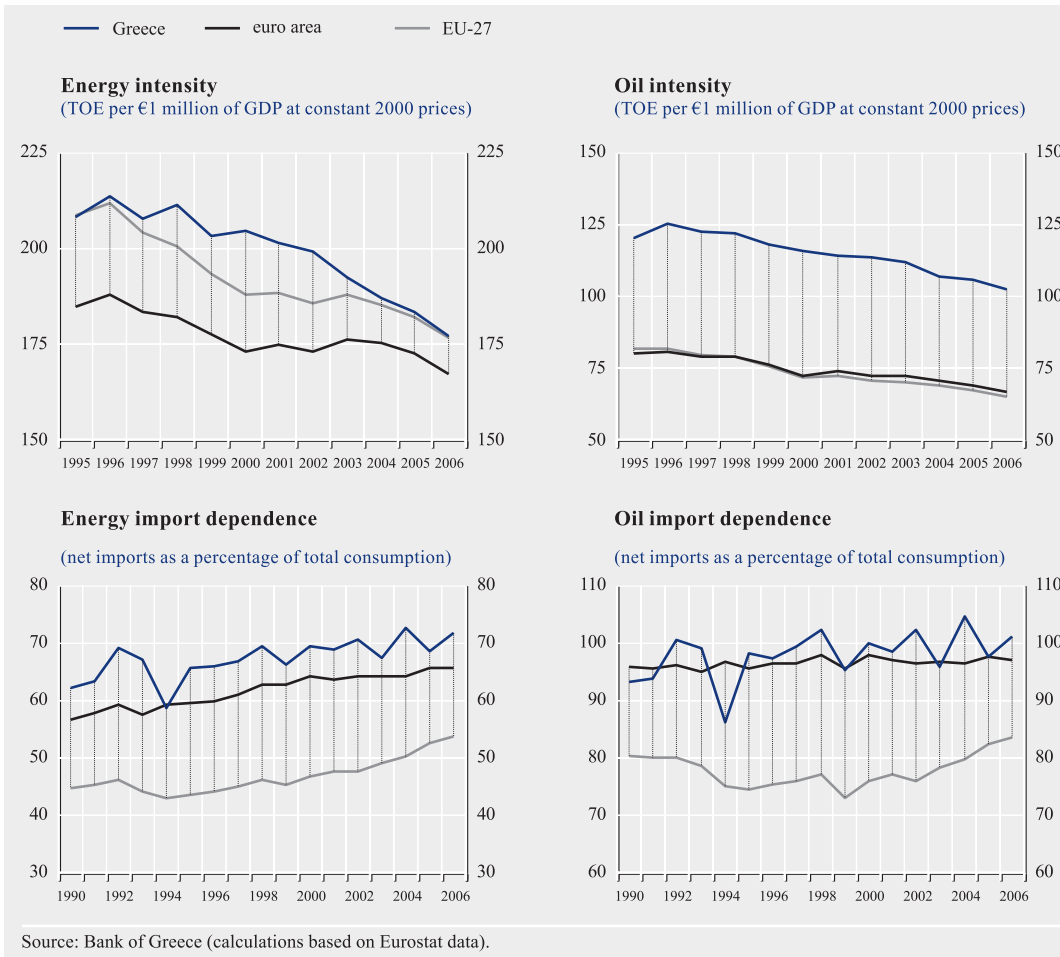 Greece euro area EU-27
Energy intensity
(TOE per €1 million of GDP at constant 2000 prices)
225 225
200 200
175 175
150 150
1995 1996 1997 1998 1999 2000 2001 2002 2003 2004 2005 2006
Oil intensity
(TOE per €1 million of GDP at constant 2000 prices)
150 150
125 125
100 100
75 75
50 50
1995 1996 1997 1998 1999 2000 2001 2002 2003 2004 2005 2006
Energy import dependence
(net imports as a percentage of total consumption)
80 80
70 70
60 60
50 50
40 40
30 30
1990 1992 1994 1996 1998 2000 2002 2004 2006
Oil import dependence
(net imports as a percentage of total consumption)
110 110
100 100
90 90
80 80
70 70
60 60
1990 1992 1994 1996 1998 2000 2002 2004 2006
Source: Bank of Greece (calculations based on Eurostat data).